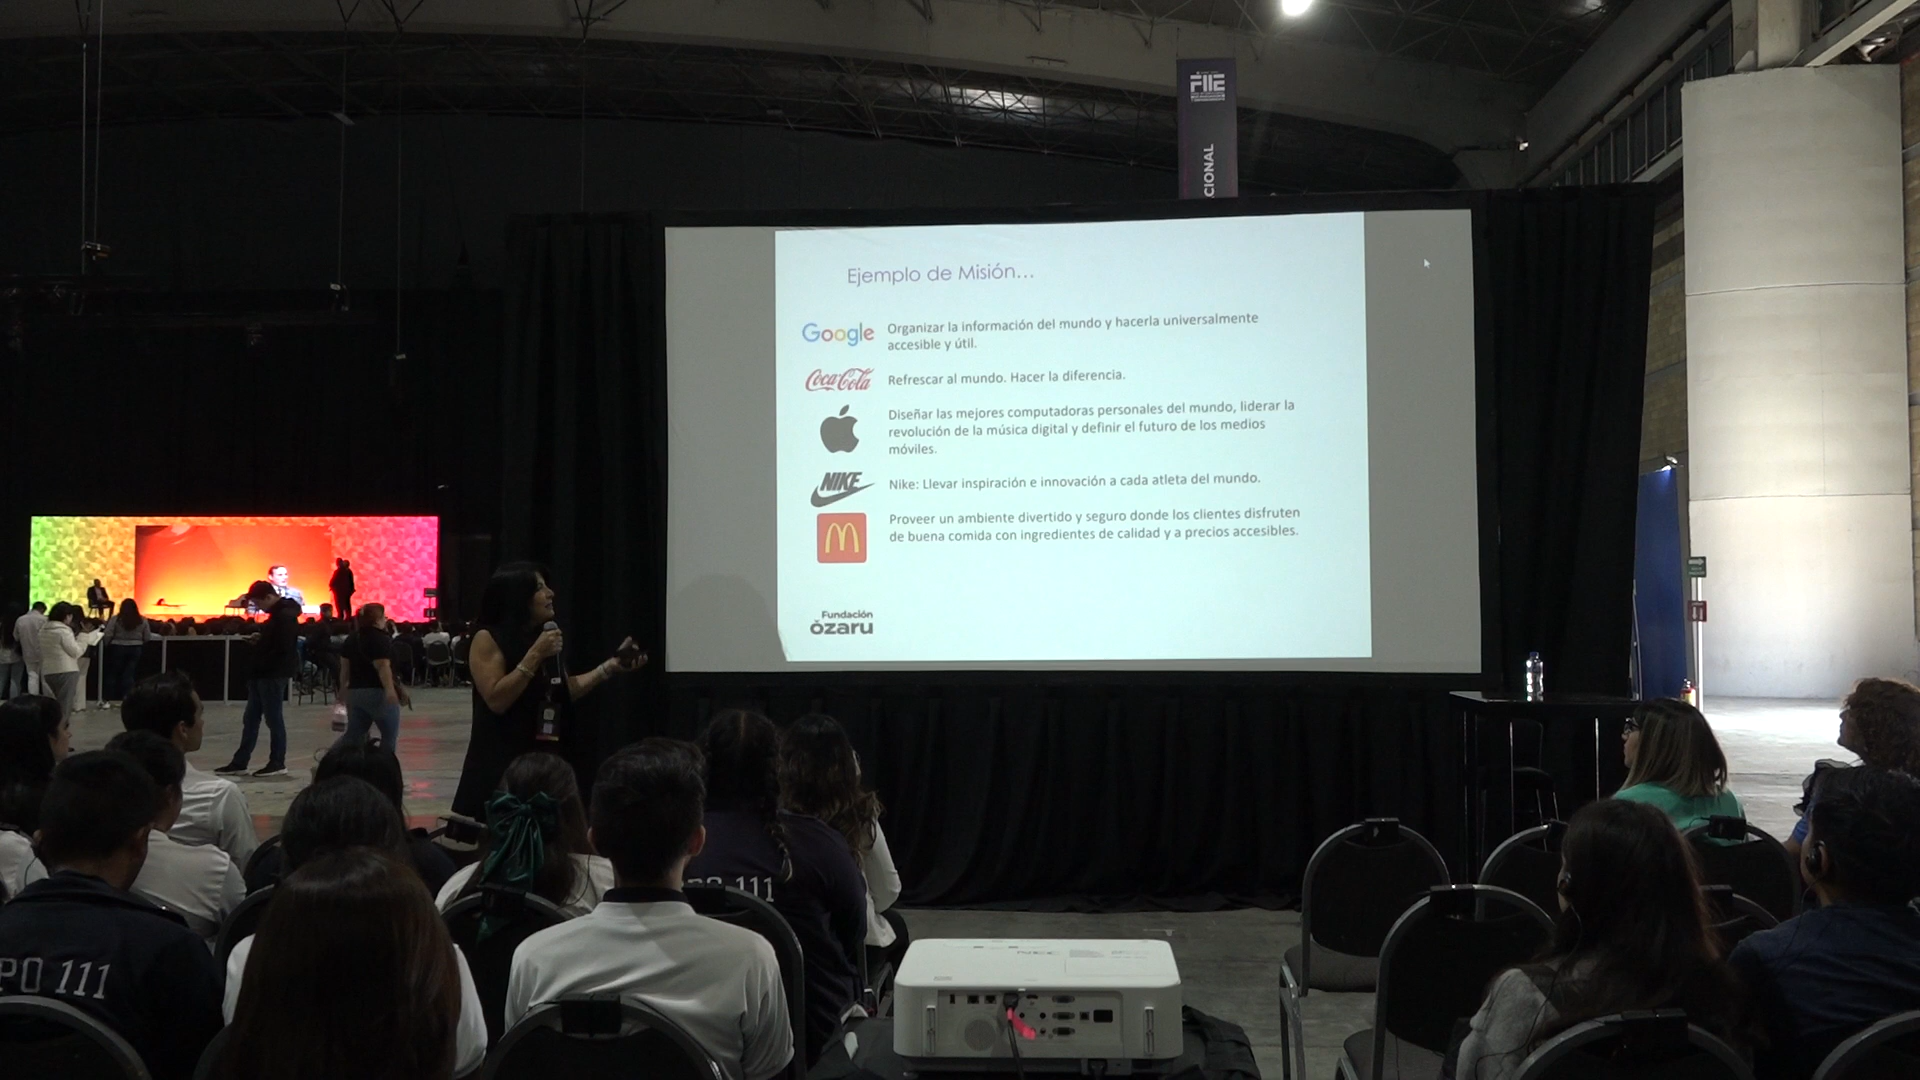 FIIE
CIONAL
Ejemplo de Misión...
Google
Organizar la información del mundo y hacerla universalmente
accesible y útil.
Coca-Cola
Refrescar al mundo. Hacer la diferencia.
Diseñar las mejores computadoras personales del mundo, liderar la
revolución de la música digital y definir el futuro de los medios
móviles.
NIKE
Nike: Llevar inspiración e innovación a cada atleta del mundo.
Proveer un ambiente divertido y seguro donde los clientes disfruten
de buena comida con ingredientes de calidad y a precios accesibles.
Fundación
ōzaru
PO 111
111